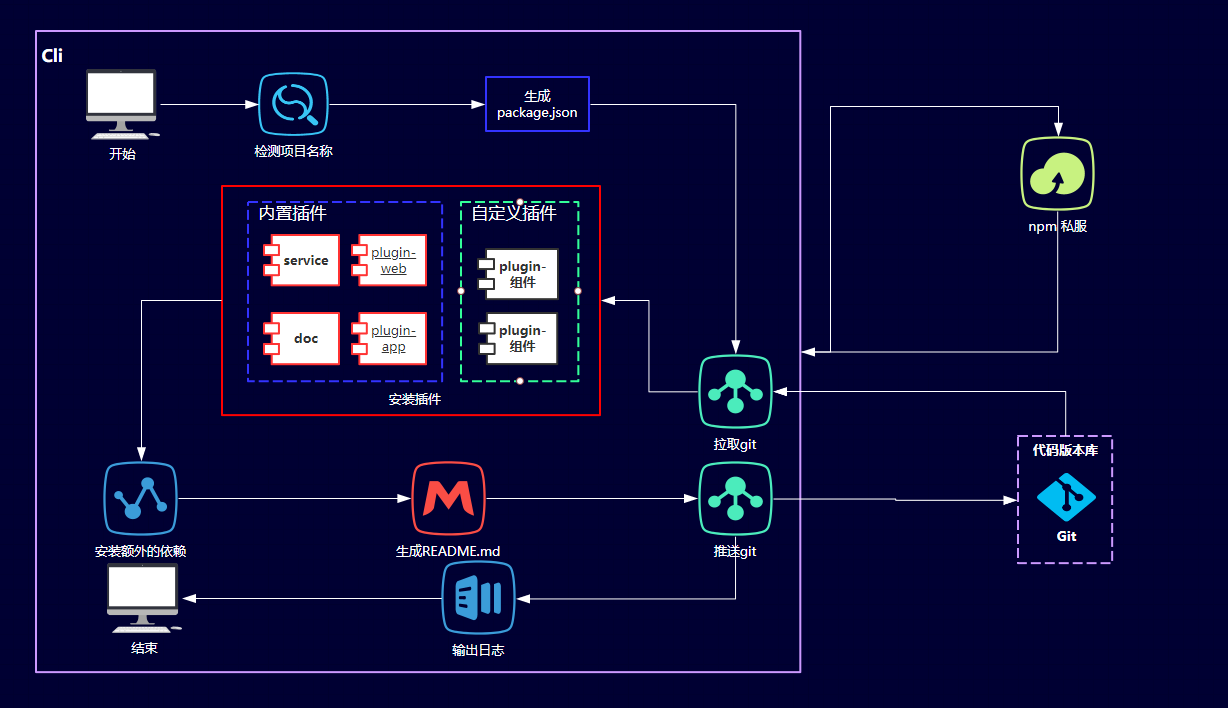 Cli
开始
检测项目名称
生成
package.json
npm 私服
内置插件
自定义插件
service
plugin-
web
plugin-
组件
doc
plugin-
app
plugin-
组件
安装插件
拉取git
代码版本库
Git
安装额外的依赖
生成README.md
推送git
结束
输出日志